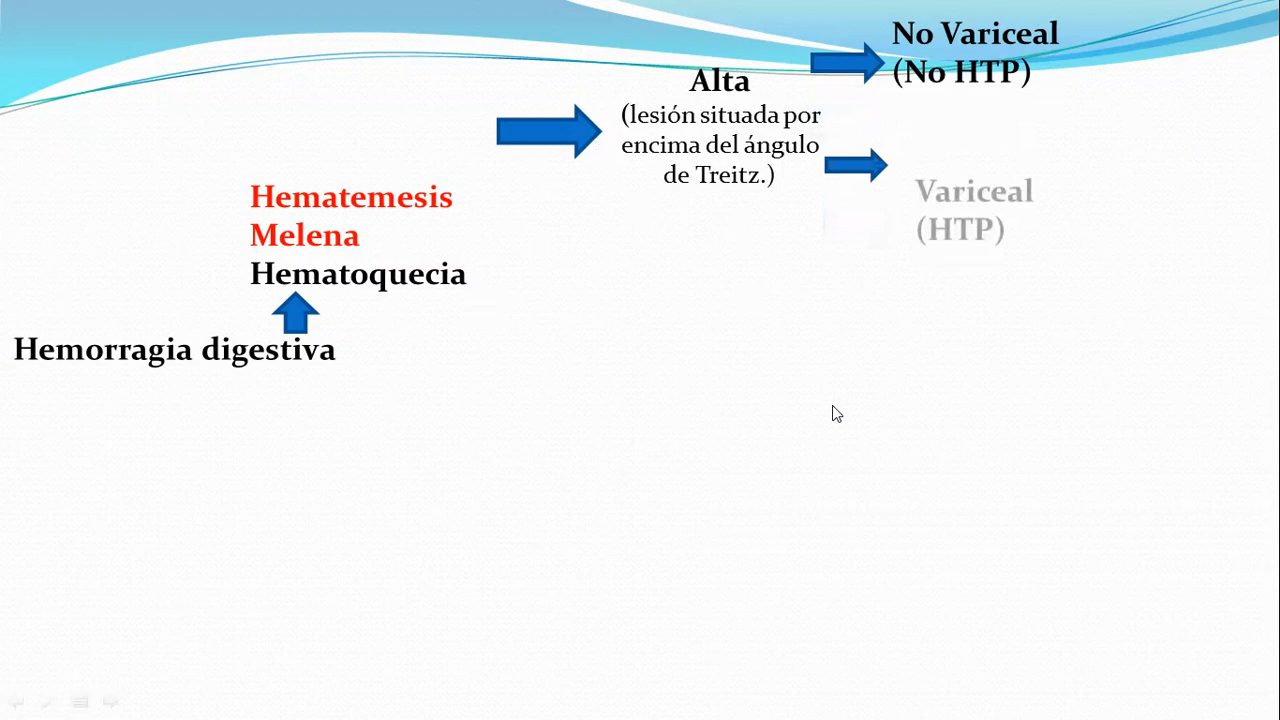 No Variceal
(No HTP)
Alta
(lesión situada por
encima del ángulo
de Treitz.)
Variceal
(HTP)
Hematemesis
Melena
Hematoquecia
Hemorragia digestiva